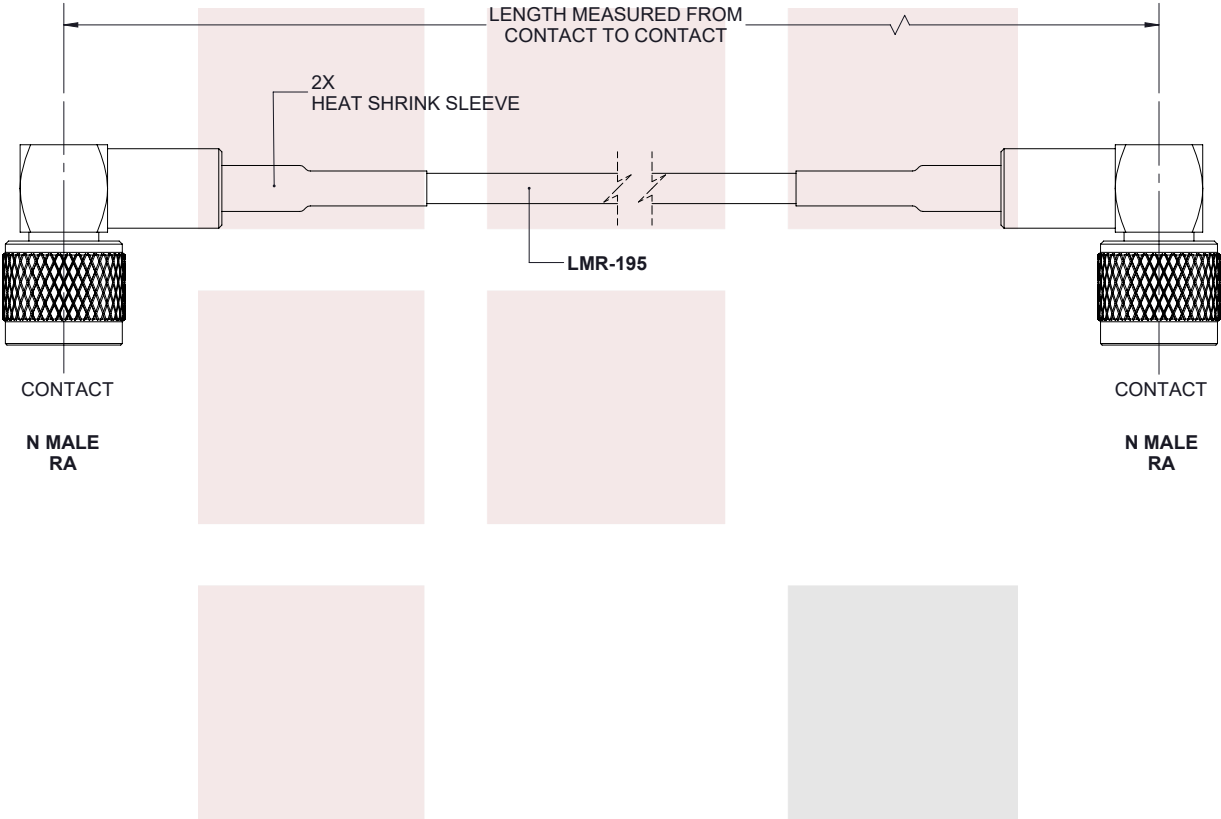 LENGTH MEASURED FROM
CONTACT TO CONTACT
2X
HEAT SHRINK SLEEVE
LMR-195
CONTACT
CONTACT
N MALE
RA
N MALE
RA